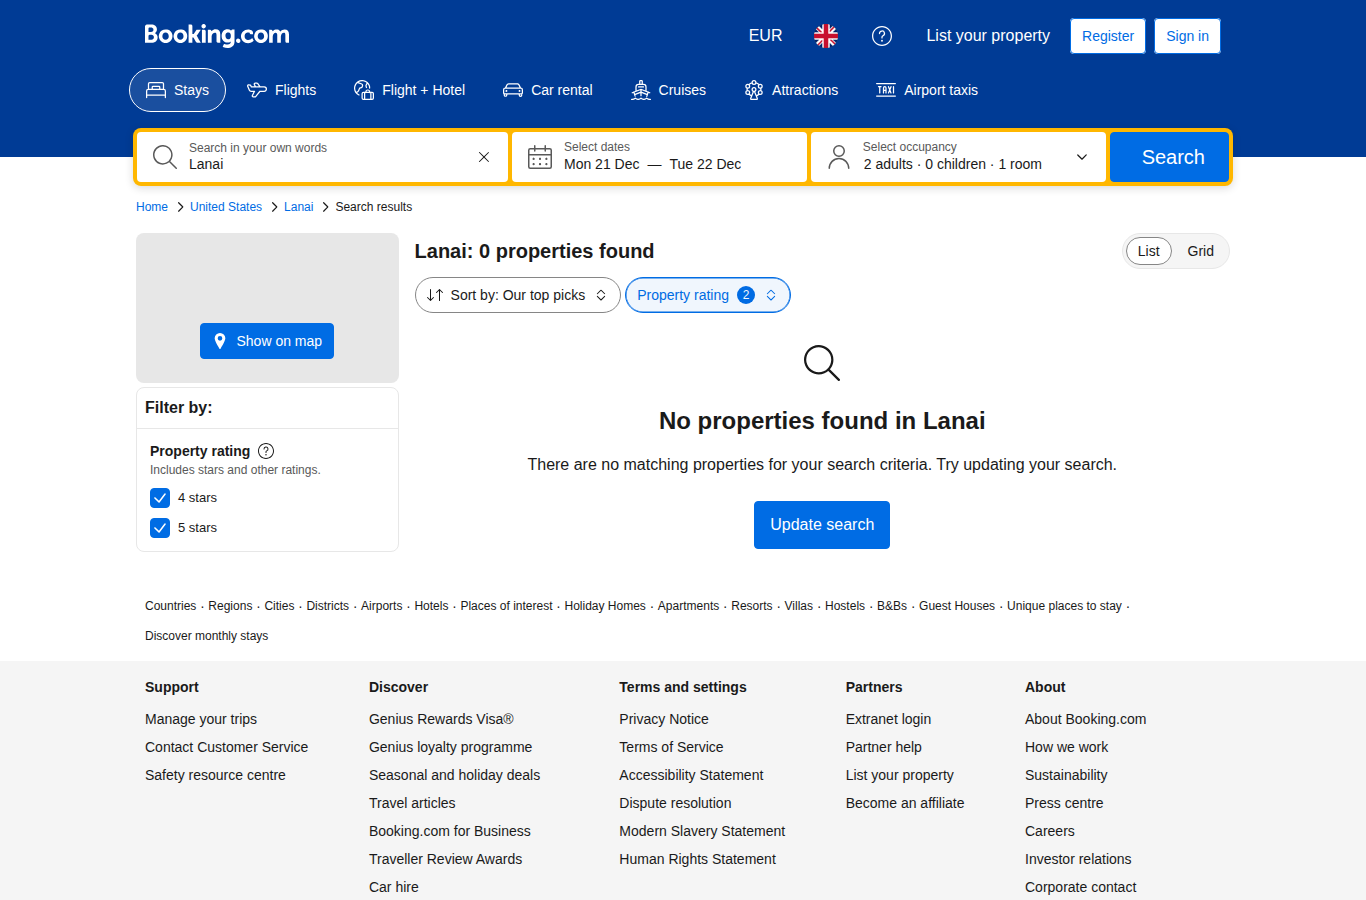 Booking.com
EUR
List your property
Register
Sign in
Stays
Flights
Flight + Hotel
Car rental
Cruises
Attractions
TAXI
Airport taxis
Search in your own words
Lanai
Select dates
Mon 21 Dec — Tue 22 Dec
Select occupancy
2 adults · 0 children · 1 room
Search
Home > United States > Lanai > Search results
Show on map
Filter by:
Property rating ?
Includes stars and other ratings.
4 stars
5 stars
Lanai: 0 properties found
List
Grid
Sort by: Our top picks
Property rating 2
No properties found in Lanai
There are no matching properties for your search criteria. Try updating your search.
Update search
Countries · Regions · Cities · Districts · Airports · Hotels · Places of interest · Holiday Homes · Apartments · Resorts · Villas · Hostels · B&Bs · Guest Houses · Unique places to stay ·
Discover monthly stays
Support
Manage your trips
Contact Customer Service
Safety resource centre
Discover
Genius Rewards Visa®
Genius loyalty programme
Seasonal and holiday deals
Travel articles
Booking.com for Business
Traveller Review Awards
Car hire
Terms and settings
Privacy Notice
Terms of Service
Accessibility Statement
Dispute resolution
Modern Slavery Statement
Human Rights Statement
Partners
Extranet login
Partner help
List your property
Become an affiliate
About
About Booking.com
How we work
Sustainability
Press centre
Careers
Investor relations
Corporate contact